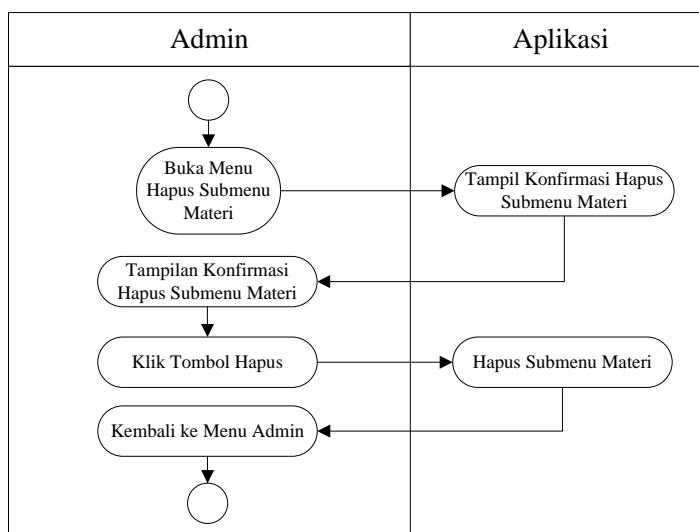 Admin
Aplikasi
Buka Menu
Hapus Submenu
Materi
Tampil Konfirmasi Hapus
Submenu Materi
Tampilan Konfirmasi
Hapus Submenu Materi
Klik Tombol Hapus
Hapus Submenu Materi
Kembali ke Menu Admin